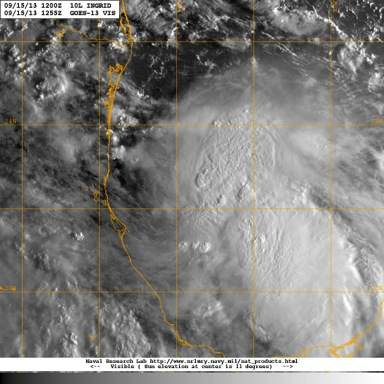 09/15/13 1200Z 10L INGRID
09/15/13 1255Z GOES-13 VIS
Naval Research Lab http://www.nrlmry.navy.mil/sat_products.html
<-- Visible ( Sun elevation at center is 11 degrees) -->